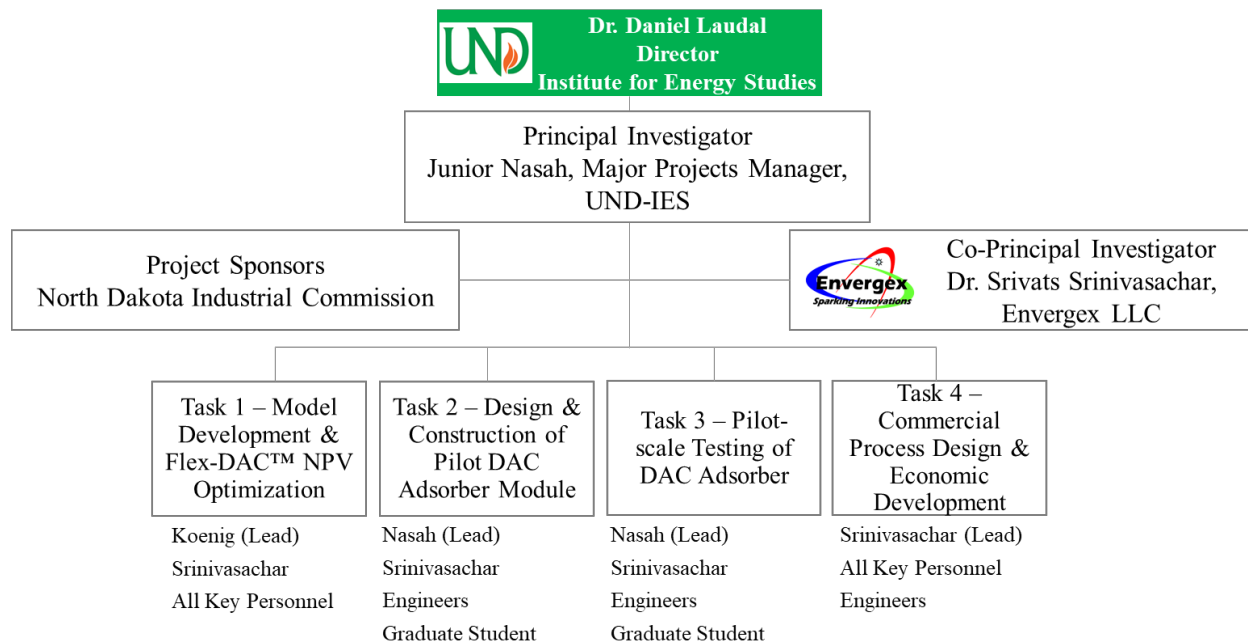 UND
Dr. Daniel Laudal
Director
Institute for Energy Studies
Principal Investigator
Junior Nasah, Major Projects Manager,
UND-IES
Project Sponsors
North Dakota Industrial Commission
Envergex
Sparking Innovations
Co-Principal Investigator
Dr. Srivats Srinivasachar,
Envergex LLC
Task 1 – Model
Development &
Flex-DAC™ NPV
Optimization
Koenig (Lead)
Srinivasachar
All Key Personnel
Task 2 – Design &
Construction of
Pilot DAC
Adsorber Module
Nasah (Lead)
Srinivasachar
Engineers
Graduate Student
Task 3 – Pilot-
scale Testing of
DAC Adsorber
Nasah (Lead)
Srinivasachar
Engineers
Graduate Student
Task 4 –
Commercial
Process Design &
Economic
Development
Srinivasachar (Lead)
All Key Personnel
Engineers